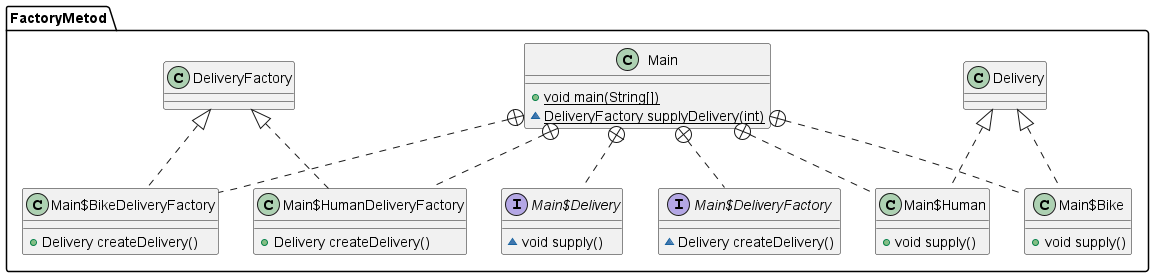 FactoryMetod
C DeliveryFactory
C Main
void main(String[])
DeliveryFactory supplyDelivery(int)
C Delivery
C Main$BikeDeliveryFactory
Delivery createDelivery()
C Main$HumanDeliveryFactory
Delivery createDelivery()
I Main$Delivery
void supply()
I Main$DeliveryFactory
Delivery createDelivery()
C Main$Human
void supply()
C Main$Bike
void supply()